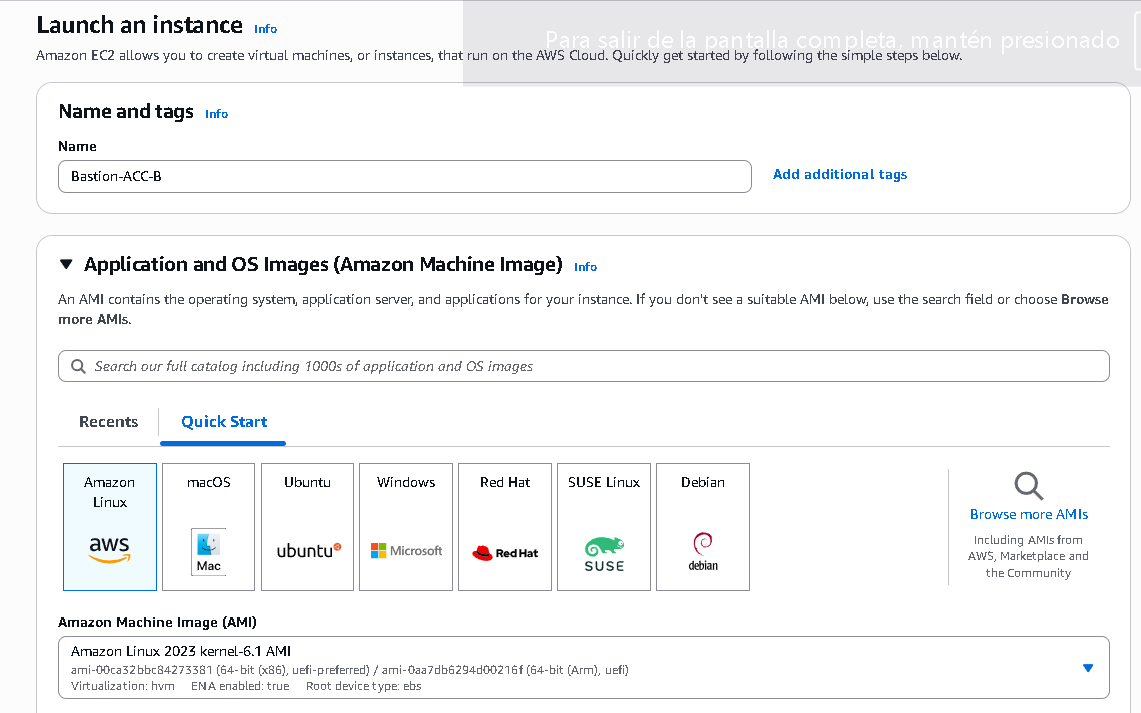 Launch an instance Info
Para salir de la pantalla completa, mantén presionado
Amazon EC2 allows you to create virtual machines, or instances, that run on the AWS Cloud. Quickly get started by following the simple steps below.
Name and tags Info
Name
Bastion-ACC-B
Add additional tags
Application and OS Images (Amazon Machine Image) Info
An AMI contains the operating system, application server, and applications for your instance. If you don't see a suitable AMI below, use the search field or choose Browse
more AMIs.
Search our full catalog including 1000s of application and OS images
Recents
Quick Start
Amazon
Linux
aws
macOS
Mac
Ubuntu
ubuntu
Windows
Microsoft
Red Hat
Red Hat
SUSE Linux
SUSE
Debian
debian
Browse more AMIs
Including AMIs from
AWS, Marketplace and
the Community
Amazon Machine Image (AMI)
Amazon Linux 2023 kernel-6.1 AMI
ami-00ca32bbc84273381 (64-bit (x86), uefi-preferred) / ami-0aa7db6294d00216f (64-bit (Arm), uefi)
Virtualization: hvm ENA enabled: true Root device type: ebs